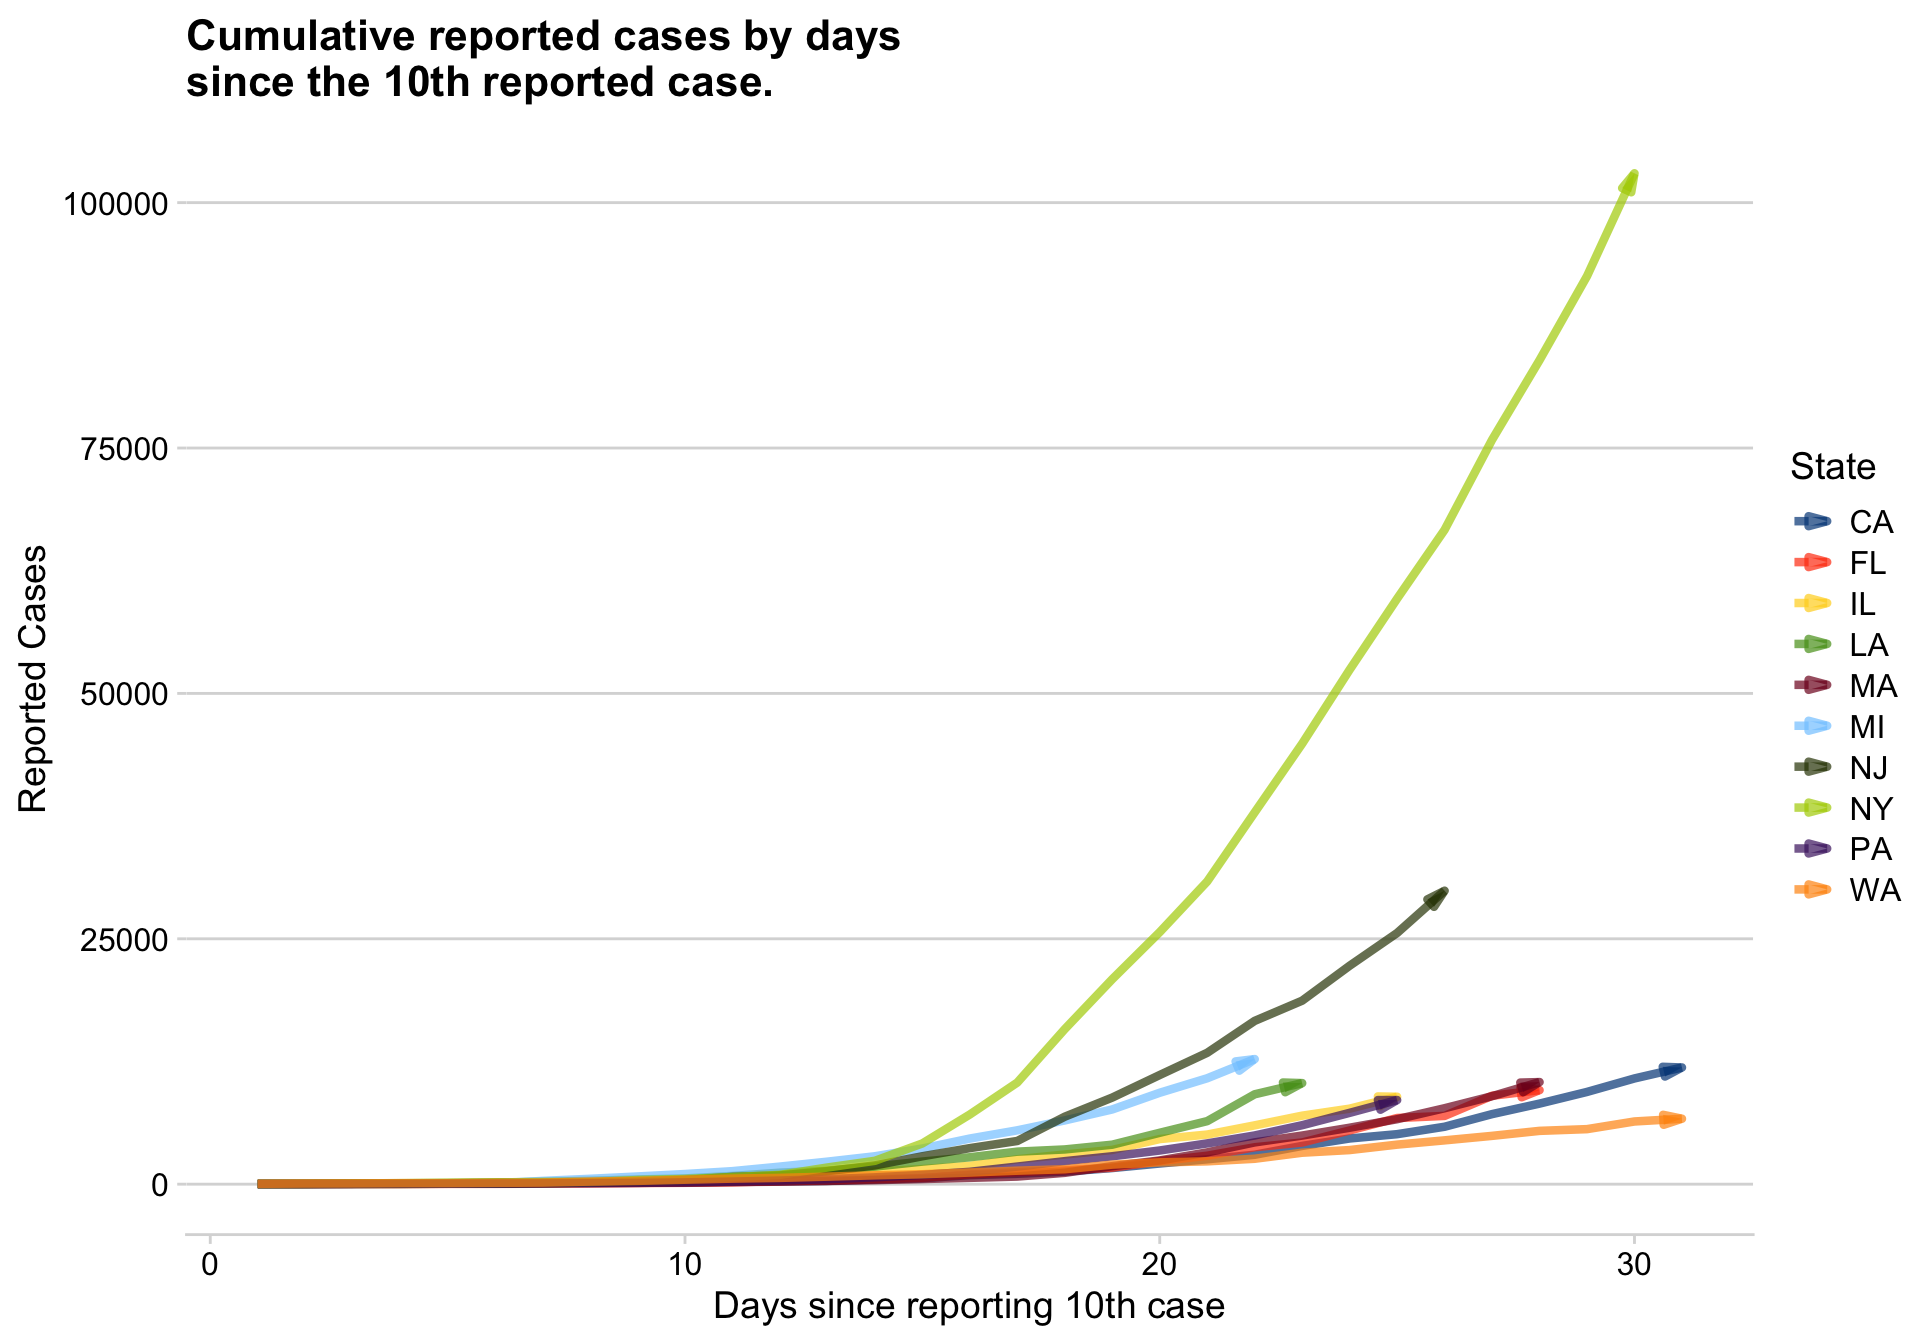 Cumulative reported cases by days
since the 10th reported case.
100000
75000
50000
25000
0
Reported Cases
0 10 20 30
Days since reporting 10th case
State
CA
FL
IL
LA
MA
MI
NJ
NY
PA
WA